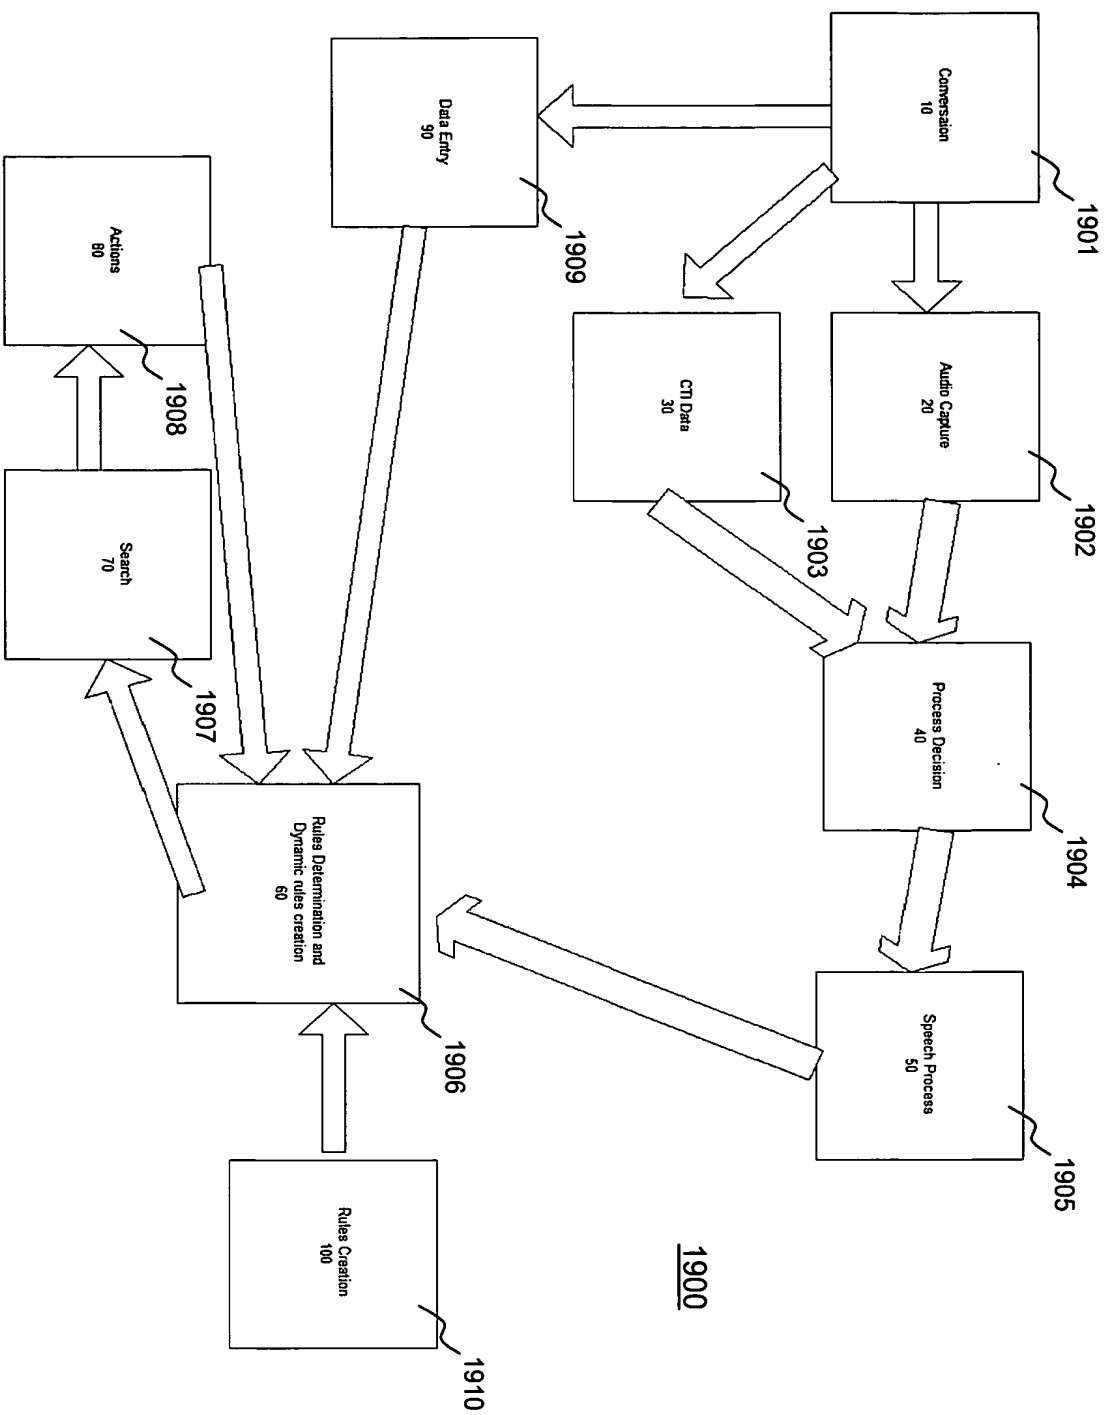 Conversaion
10
1901
Audio Capture
20
1902
Process Decision
40
1904
Speech Process
50
1905
CTI Data
30
1903
Data Entry
90
1909
Rules Determination and
Dynamic rules creation
60
1906
Rules Creation
100
1910
Actions
80
1908
Search
70
1907
1900